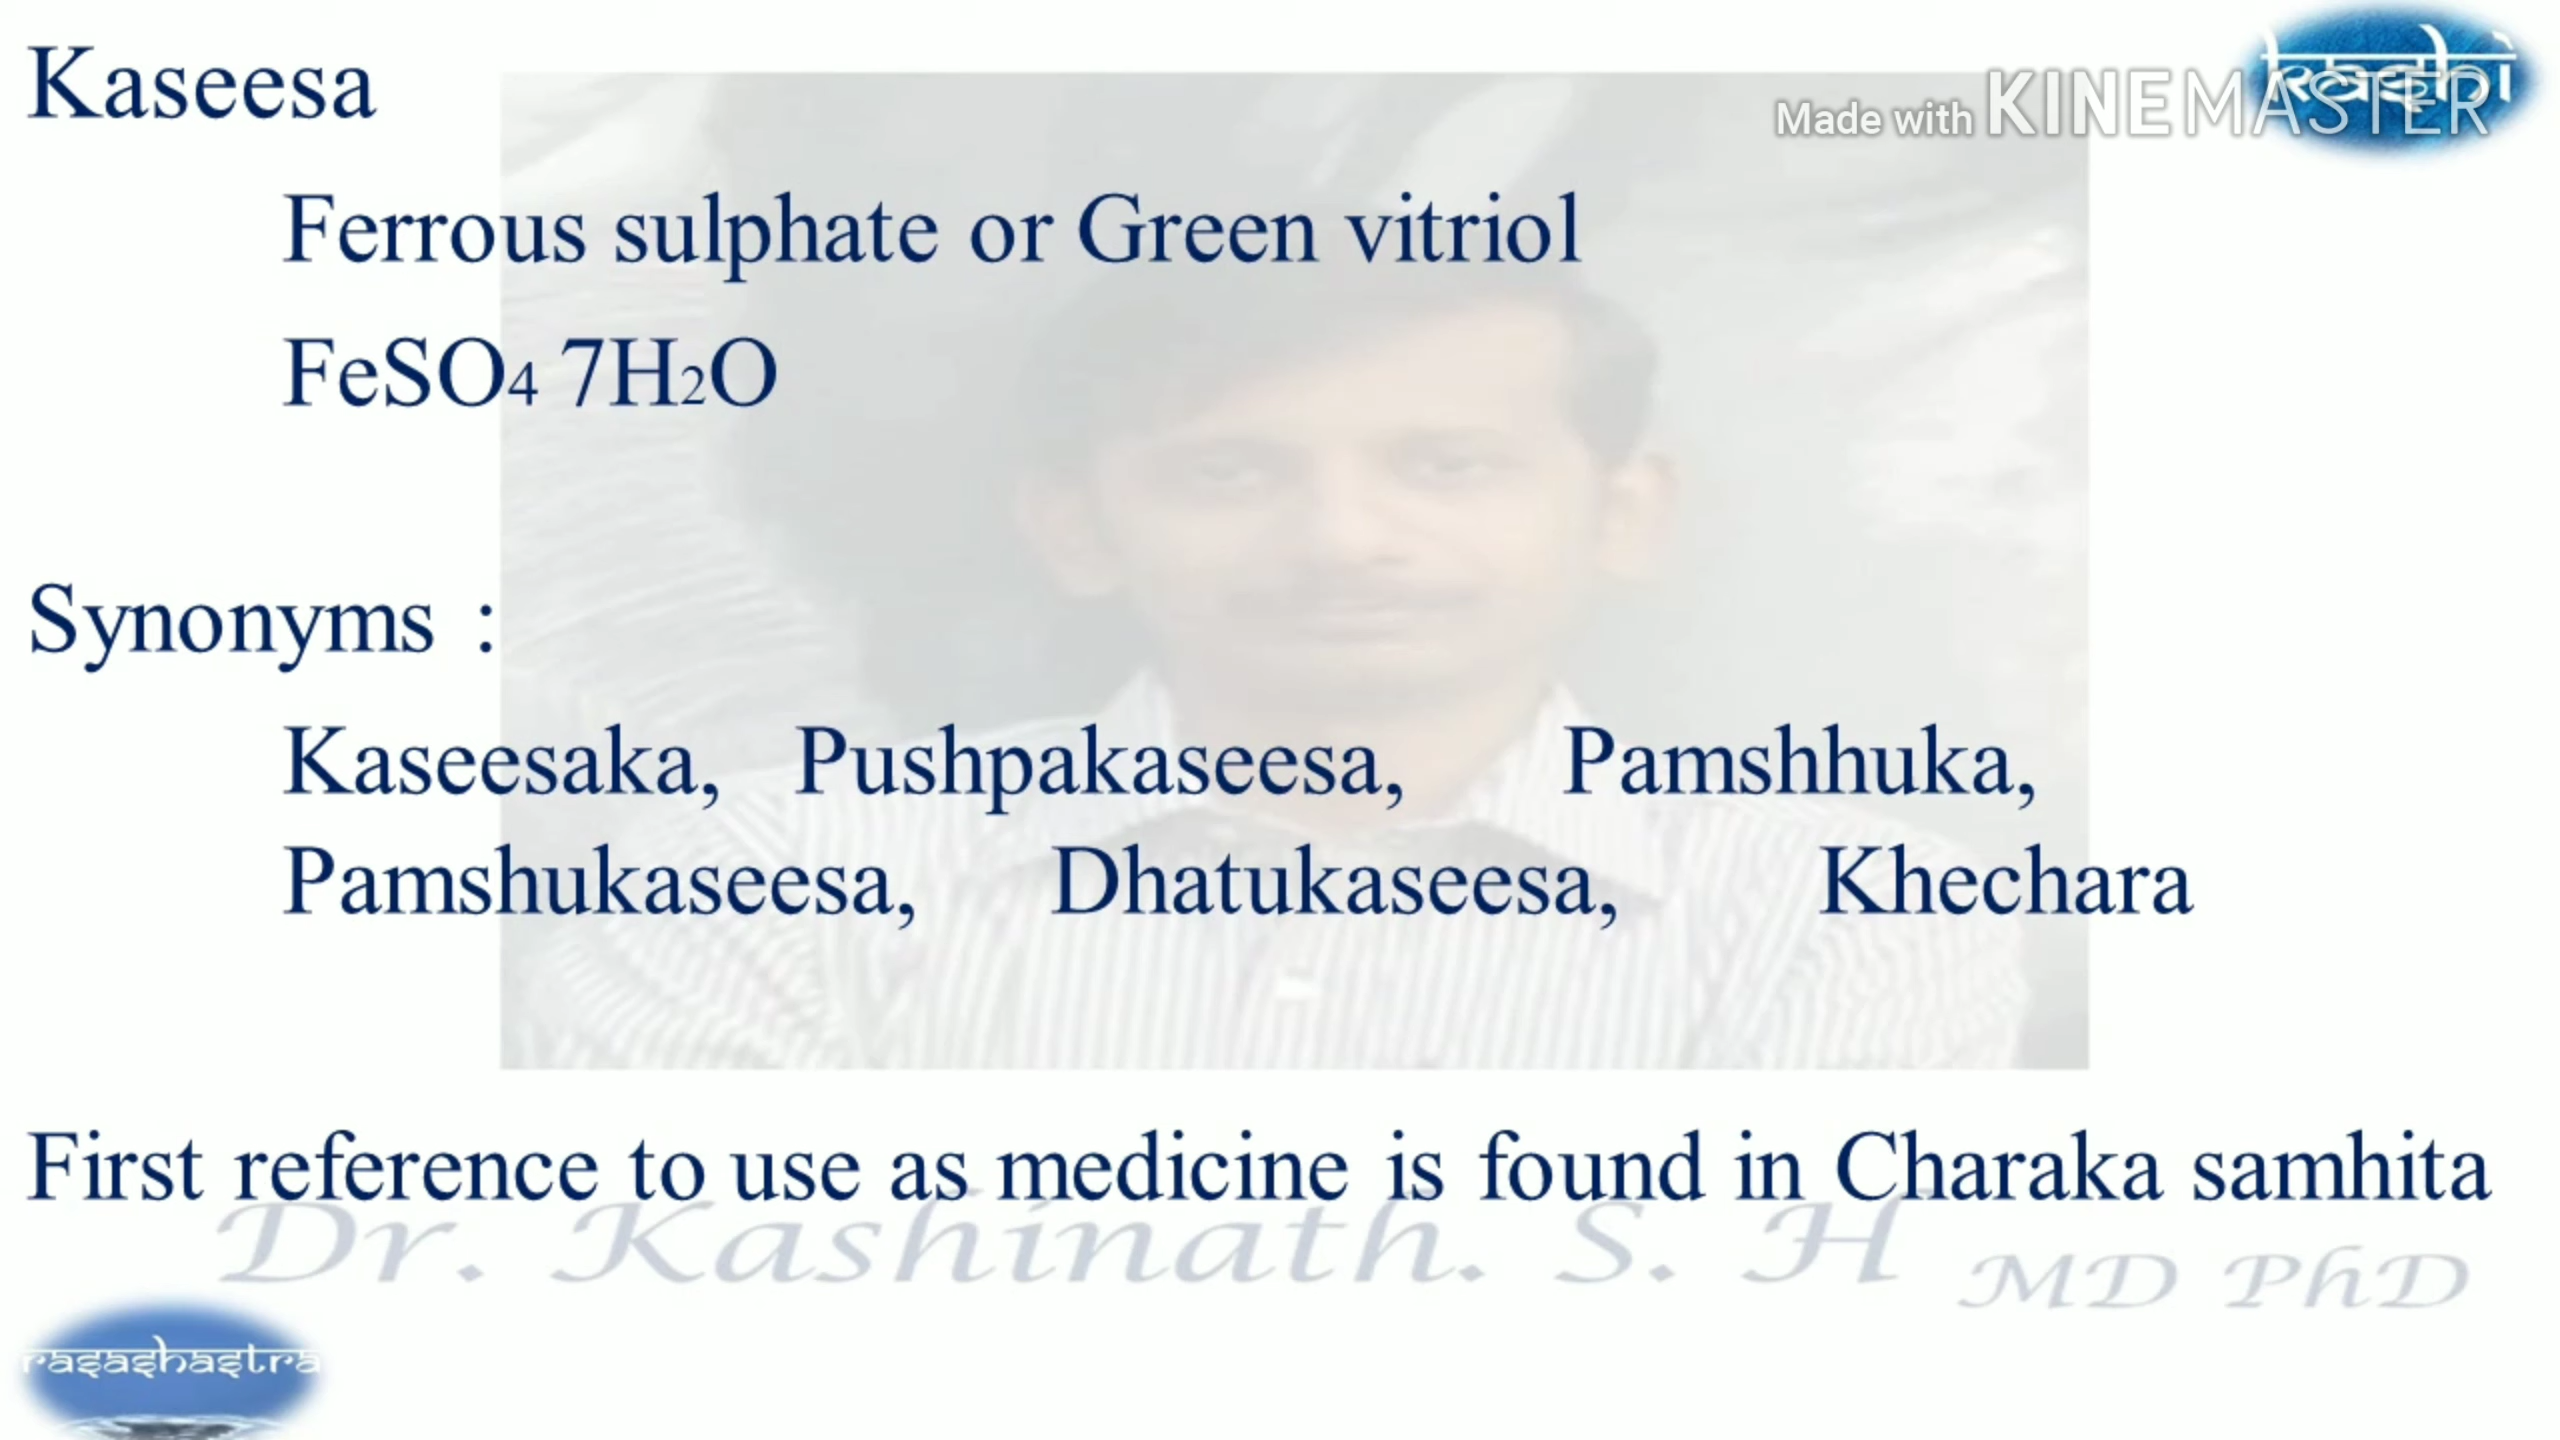 Kaseesa
Made with KINEMASTER
Ferrous sulphate or Green vitriol
FeSO4 7H2O
Synonyms :
Kaseesaka, Pushpakaseesa, Pamshhuka,
Pamshukaseesa, Dhatukaseesa, Khechara
First reference to use as medicine is found in Charaka samhita
Dr. Kashinath. S. H MD PhD
rasashastra